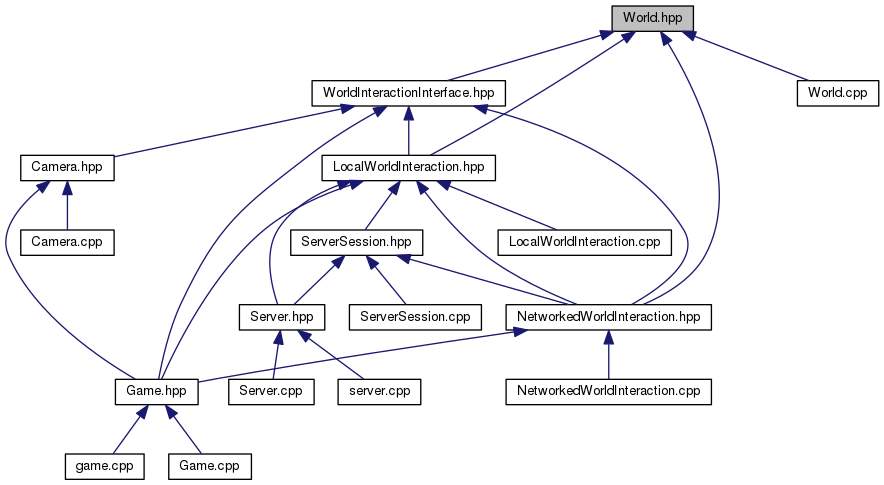 World.hpp
WorldInteractionInterface.hpp
World.cpp
Camera.hpp
LocalWorldInteraction.hpp
Camera.cpp
ServerSession.hpp
LocalWorldInteraction.cpp
Server.hpp
ServerSession.cpp
NetworkedWorldInteraction.hpp
Game.hpp
Server.cpp
server.cpp
NetworkedWorldInteraction.cpp
game.cpp
Game.cpp